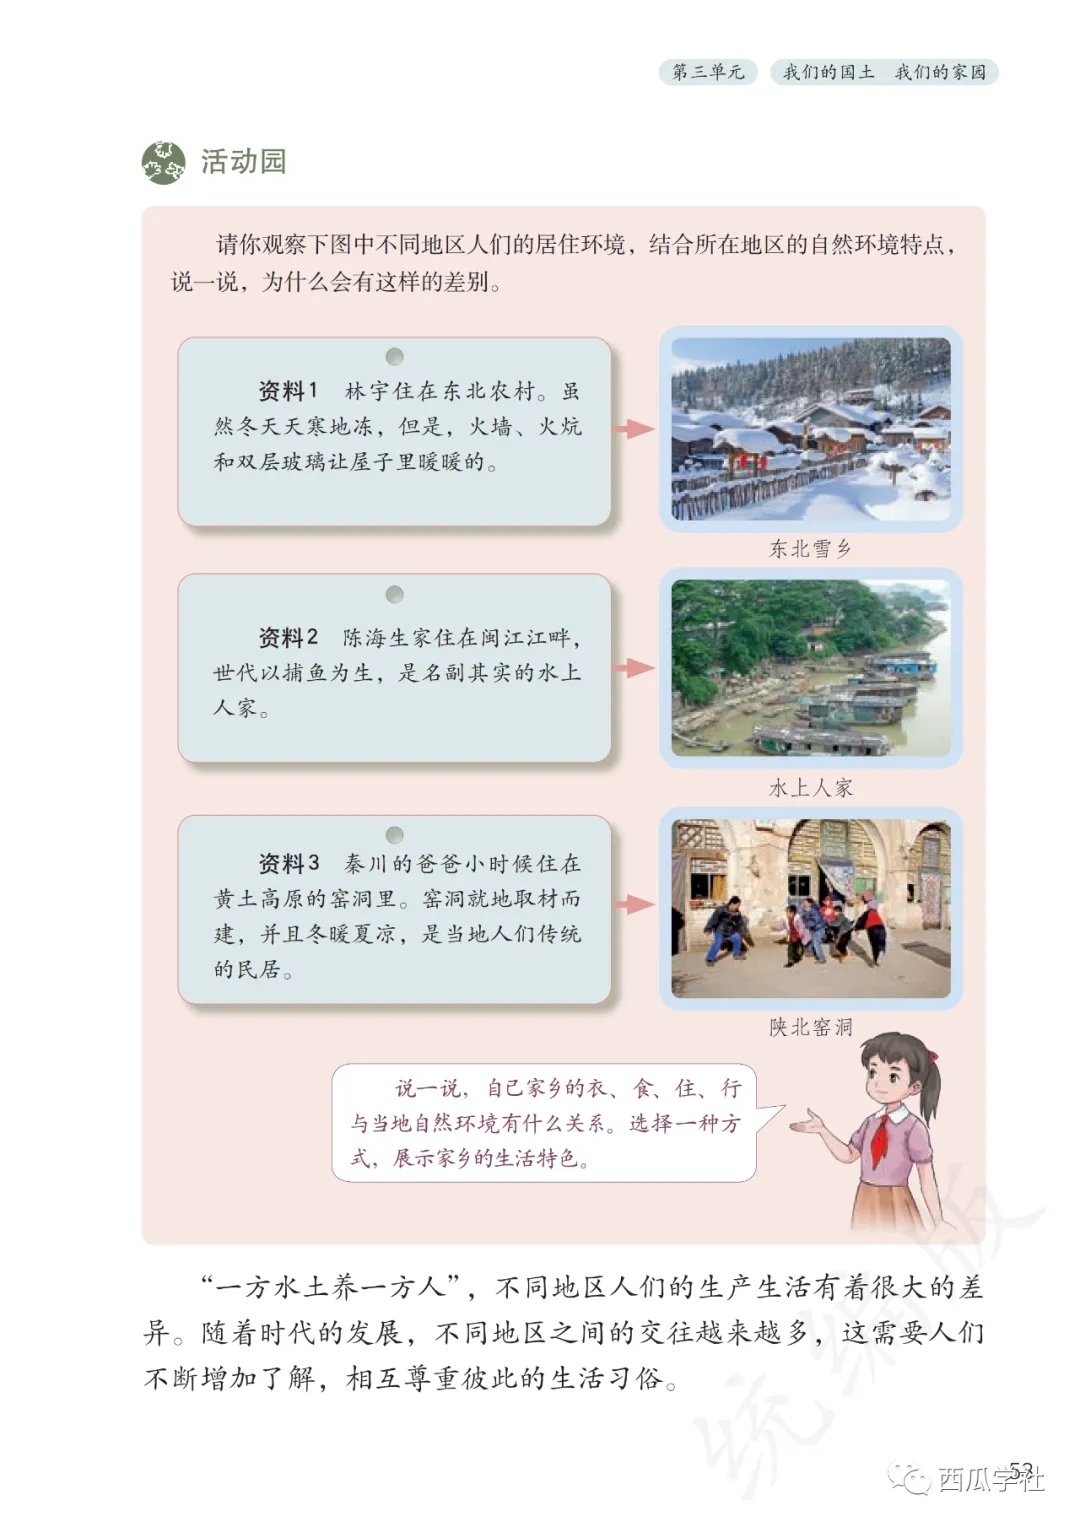 第三单元 我们的国土 我们的家园
活动园
请你观察下图中不同地区人们的居住环境，结合所在地区的自然环境特点，
说一说，为什么会有这样的差别。
资料1 林宇住在东北农村。虽
然冬天天寒地冻，但是，火墙、火炕
和双层玻璃让屋子里暖暖的。
东北雪乡
资料2 陈海生家住在闽江江畔，
世代以捕鱼为生，是名副其实的水上
人家。
水上人家
资料3 秦川的爸爸小时候住在
黄土高原的窑洞里。窑洞就地取材而
建，并且冬暖夏凉，是当地人们传统
的民居。
陕北窑洞
说一说，自己家乡的衣、食、住、行
与当地自然环境有什么关系。选择一种方
式，展示家乡的生活特色。
“一方水土养一方人”，不同地区人们的生产生活有着很大的差
异。随着时代的发展，不同地区之间的交往越来越多，这需要人们
不断增加了解，相互尊重彼此的生活习俗。
统编版
53
西瓜学社